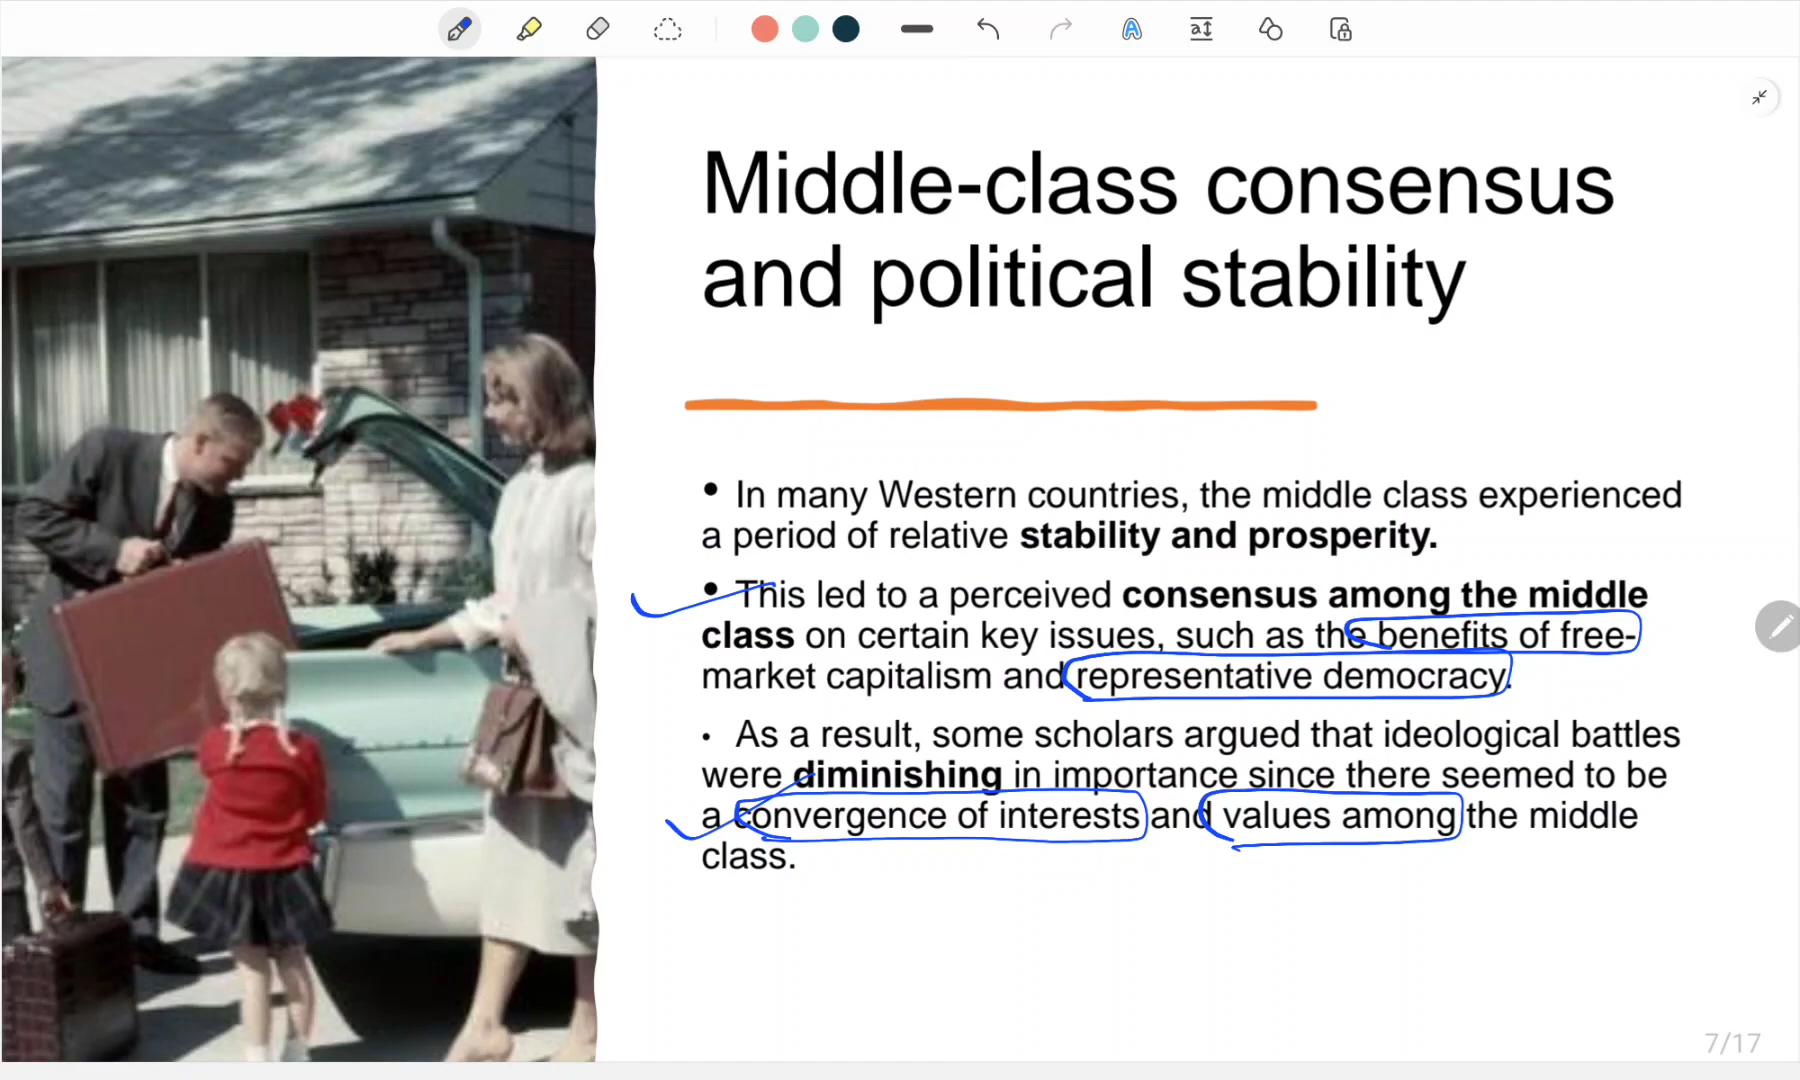 Middle-class consensus
and political stability
• In many Western countries, the middle class experienced
a period of relative stability and prosperity.
• This led to a perceived consensus among the middle
class on certain key issues, such as the benefits of free-
market capitalism and representative democracy.
• As a result, some scholars argued that ideological battles
were diminishing in importance since there seemed to be
a convergence of interests and values among the middle
class.
7/17